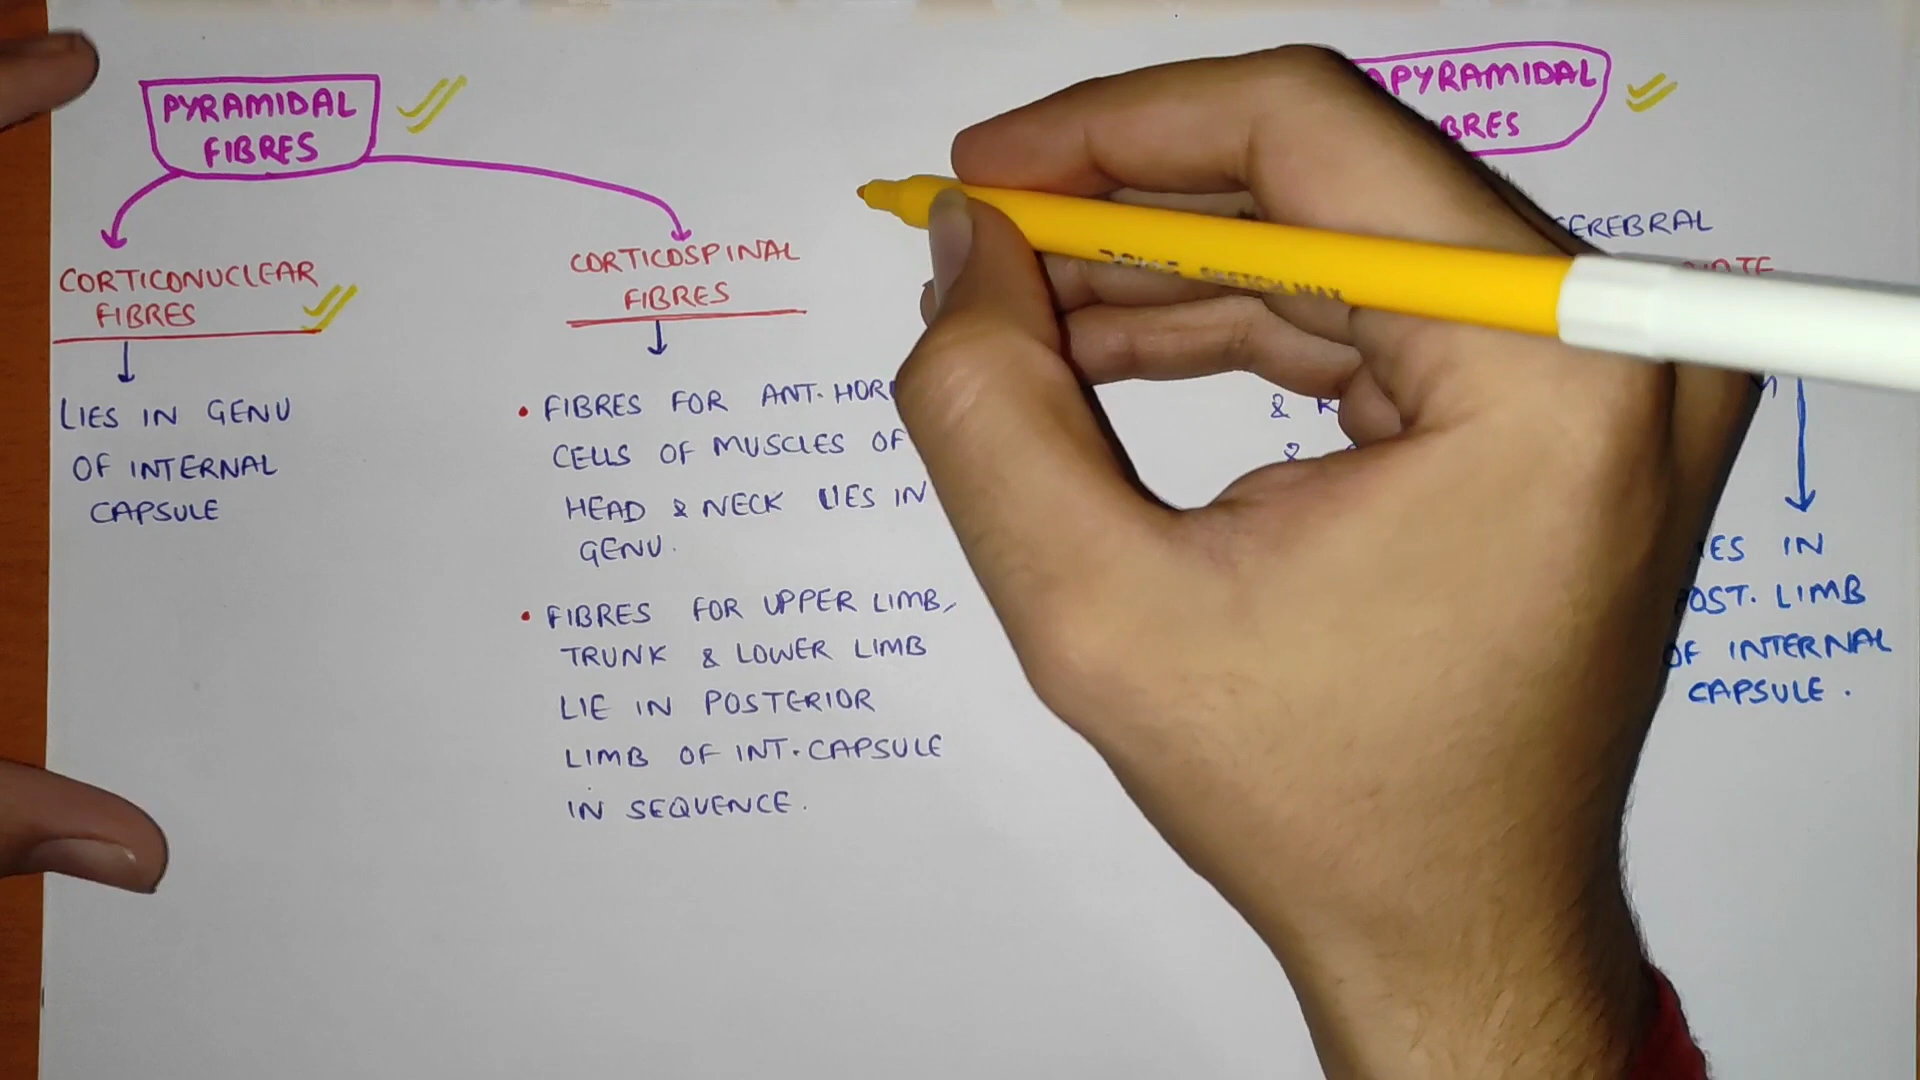 PYRAMIDAL
FIBRES
CORTICONUCLEAR
FIBRES
LIES IN GENU
OF INTERNAL
CAPSULE
CORTICOSPINAL
FIBRES
• FIBRES FOR ANT. HOR
CELLS OF MUSCLES OF
HEAD & NECK LIES IN
GENU.
• FIBRES FOR UPPER LIMB,
TRUNK & LOWER LIMB
LIE IN POSTERIOR
LIMB OF INT. CAPSULE
IN SEQUENCE.
APYRAMIDAL
BRES
EREBRAL
& R
&
ES IN
OST. LIMB
OF INTERNAL
CAPSULE.